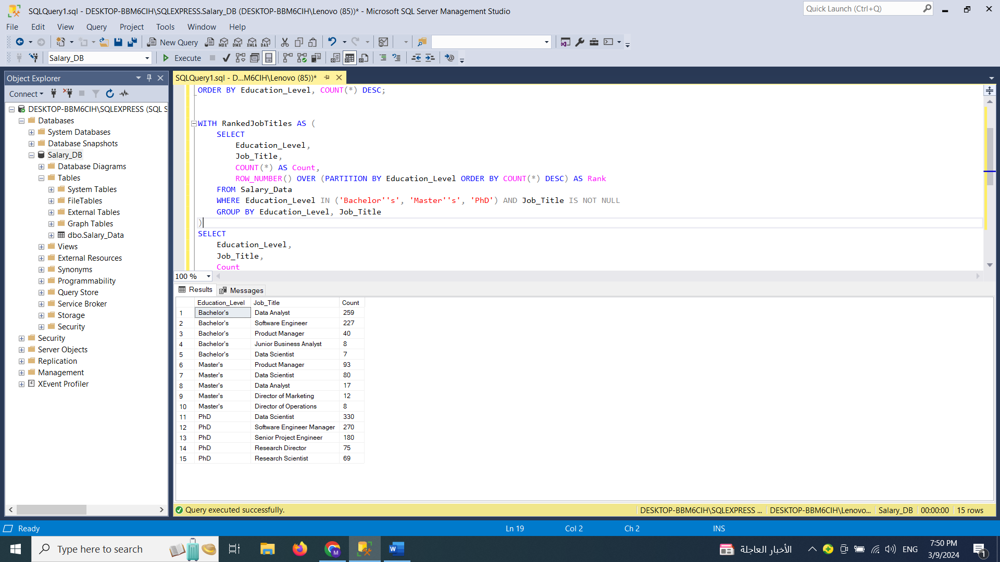 SQLQuery1.sql - DESKTOP-BBM6CIH\SQLEXPRESS.Salary_DB (DESKTOP-BBM6CIH\Lenovo (85))* - Microsoft SQL Server Management Studio
Quick Launch (Ctrl+Q)
File Edit View Query Project Tools Window Help
New Query
MDX DMX XMLA DAX
Salary_DB
Execute
Object Explorer
SQLQuery1.sql - D...M6CIH\Lenovo (85))*
Connect
DESKTOP-BBM6CIH\SQLEXPRESS (SQL S
Databases
System Databases
Database Snapshots
Salary_DB
Database Diagrams
Tables
System Tables
FileTables
External Tables
Graph Tables
dbo.Salary_Data
Views
External Resources
Synonyms
Programmability
Query Store
Service Broker
Storage
Security
Security
Server Objects
Replication
Management
XEvent Profiler
ORDER BY Education_Level, COUNT(*) DESC;
WITH RankedJobTitles AS (
SELECT
Education_Level,
Job_Title,
COUNT(*) AS Count,
ROW_NUMBER() OVER (PARTITION BY Education_Level ORDER BY COUNT(*) DESC) AS Rank
FROM Salary_Data
WHERE Education_Level IN ('Bachelor''s', 'Master''s', 'PhD') AND Job_Title IS NOT NULL
GROUP BY Education_Level, Job_Title
)
SELECT
Education_Level,
Job_Title,
Count
100 %
Results Messages
Education_Level Job_Title Count
1 Bachelor's Data Analyst 259
2 Bachelor's Software Engineer 227
3 Bachelor's Product Manager 40
4 Bachelor's Junior Business Analyst 8
5 Bachelor's Data Scientist 7
6 Master's Product Manager 93
7 Master's Data Scientist 80
8 Master's Data Analyst 17
9 Master's Director of Marketing 12
10 Master's Director of Operations 8
11 PhD Data Scientist 330
12 PhD Software Engineer Manager 270
13 PhD Senior Project Engineer 180
14 PhD Research Director 75
15 PhD Research Scientist 69
Query executed successfully.
DESKTOP-BBM6CIH\SQLEXPRESS ... DESKTOP-BBM6CIH\Lenovo... Salary_DB 00:00:00 15 rows
Ready Ln 19 Col 2 Ch 2 INS
Type here to search
الأخبار العاجلة
ENG
7:50 PM
3/9/2024
1